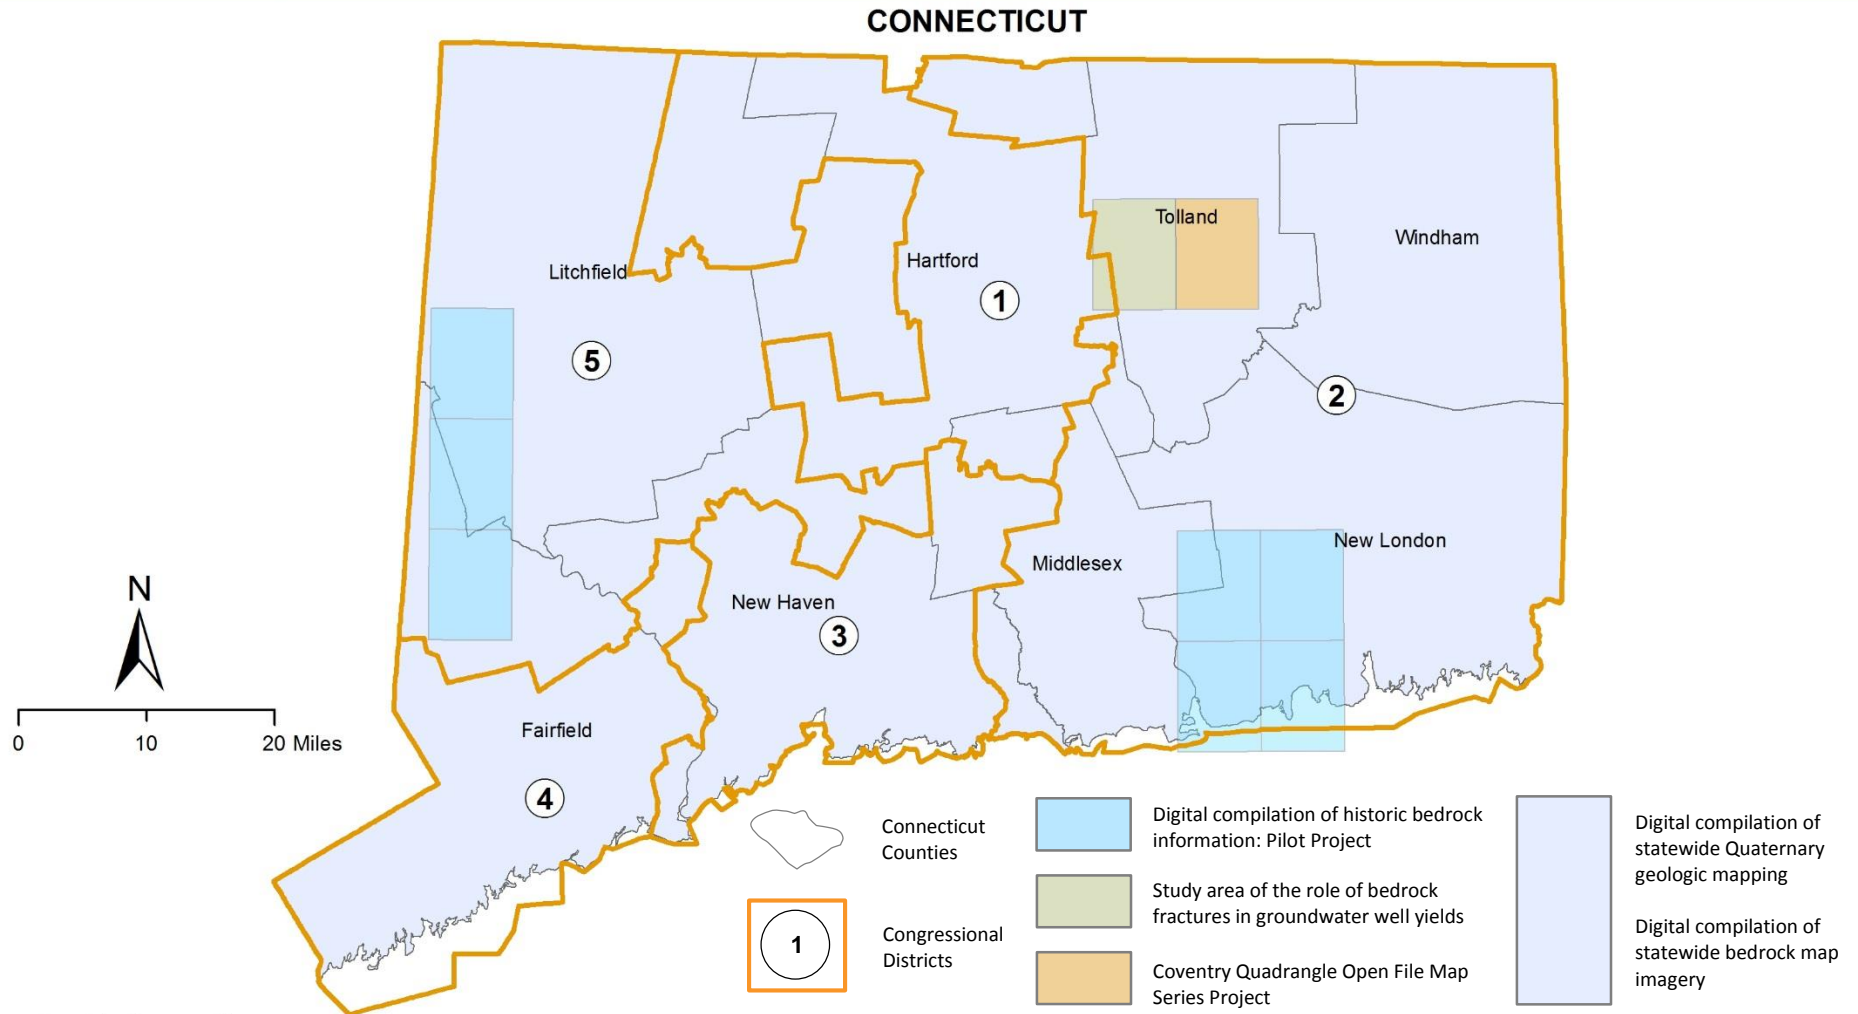 CONNECTICUT
Tolland
Windham
Hartford
Litchfield
1
5
2
New London
Middlesex
New Haven
3
N
Fairfield
0 10 20 Miles
4
Connecticut
Counties
1
Congressional
Districts
Digital compilation of historic bedrock
information: Pilot Project
Study area of the role of bedrock
fractures in groundwater well yields
Coventry Quadrangle Open File Map
Series Project
Digital compilation of
statewide Quaternary
geologic mapping
Digital compilation of
statewide bedrock map
imagery